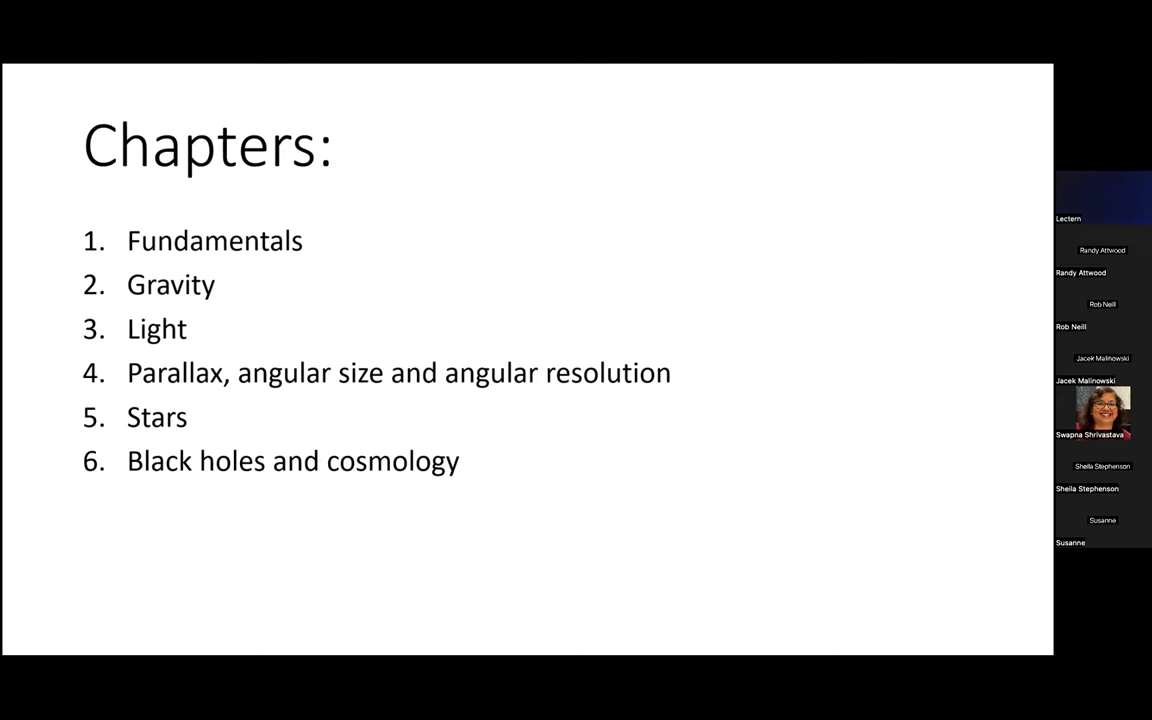 Chapters:
1. Fundamentals
2. Gravity
3. Light
4. Parallax, angular size and angular resolution
5. Stars
6. Black holes and cosmology
Lectern
Randy Attwood
Randy Attwood
Rob Neill
Rob Neill
Jacek Malinowski
Jacek Malinowski
Swapna Shrivastava
Sheila Stephenson
Sheila Stephenson
Susanne
Susanne